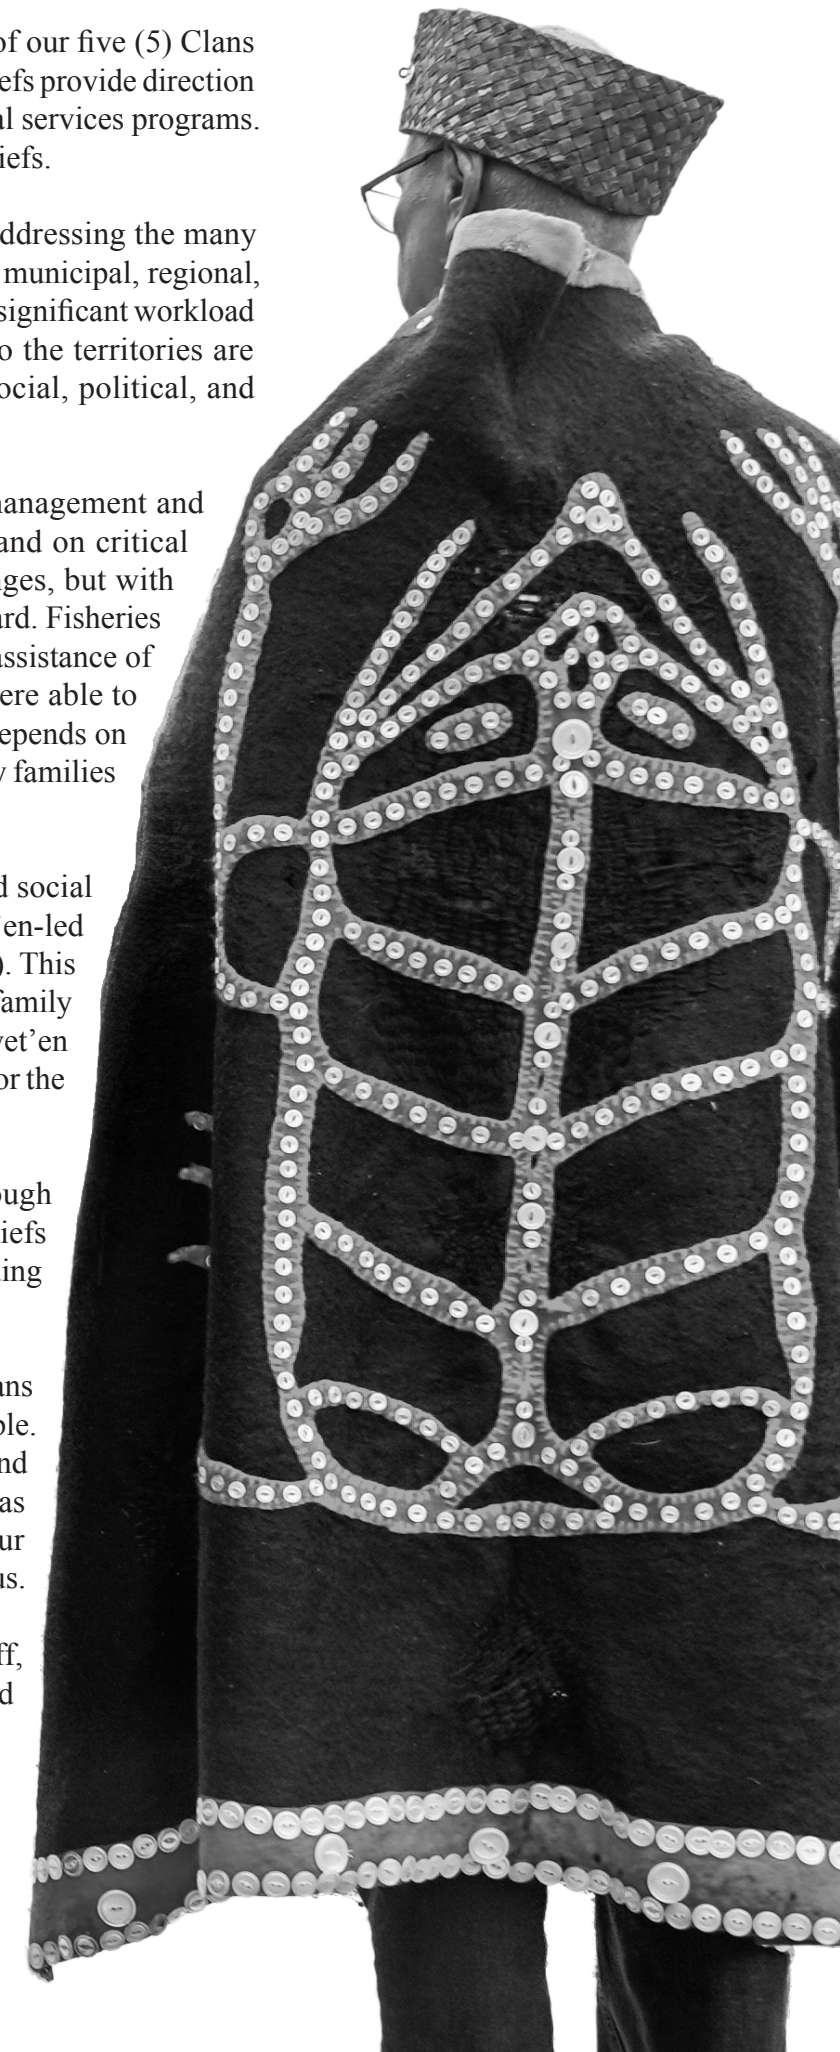 of our five (5) Clans
efs provide direction
al services programs.
iefs.
ddressing the many
municipal, regional,
significant workload
o the territories are
ocial, political, and
anagement and
and on critical
ges, but with
ard. Fisheries
assistance of
ere able to
epends on
y families
d social
'en-led
). This
family
et'en
or the
ough
iefs
ing
ans
ple.
nd
as
ur
us.
ff,
d